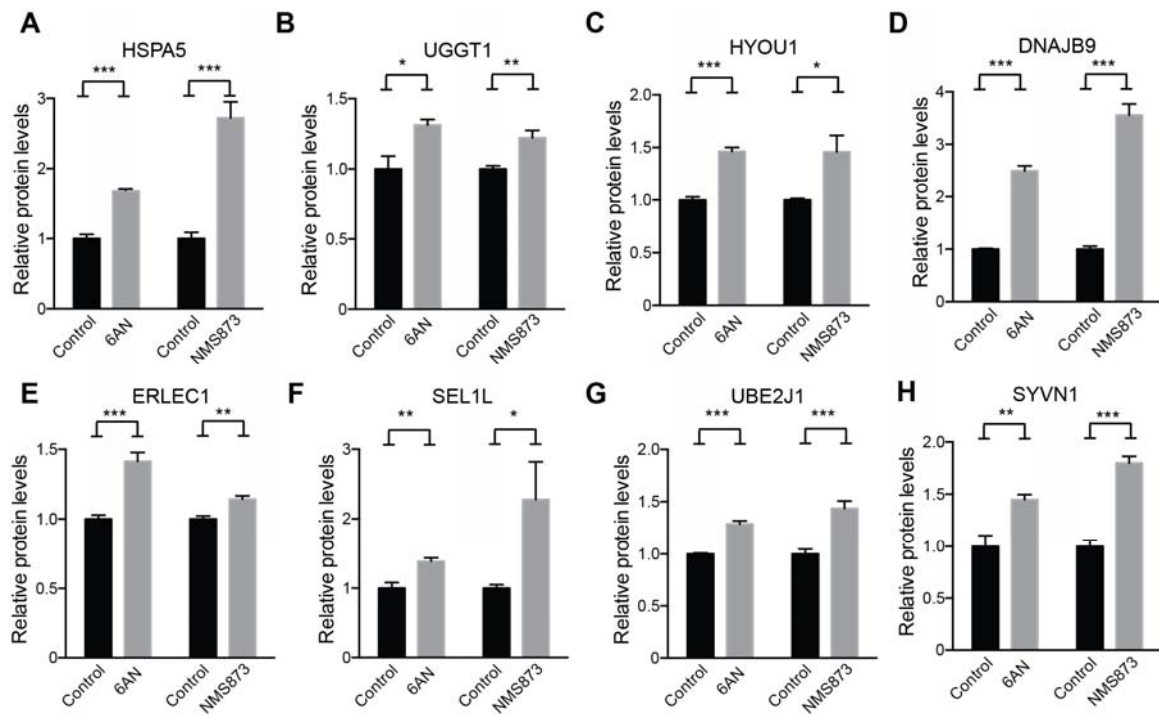 A
HSPA5
Relative protein levels
3
2
1
0
***
***
Control
6AN
Control
NMS873
B
UGGT1
Relative protein levels
1.5
1.0
0.5
0
*
**
Control
6AN
Control
NMS873
C
HYOU1
Relative protein levels
2.0
1.5
1.0
0.5
0
***
*
Control
6AN
Control
NMS873
D
DNAJB9
Relative protein levels
4
3
2
1
0
***
***
Control
6AN
Control
NMS873
E
ERLEC1
Relative protein levels
1.5
1.0
0.5
0
***
**
Control
6AN
Control
NMS873
F
SEL1L
Relative protein levels
3
2
1
0
**
*
Control
6AN
Control
NMS873
G
UBE2J1
Relative protein levels
2.0
1.5
1.0
0.5
0
***
***
Control
6AN
Control
NMS873
H
SYVN1
Relative protein levels
2.0
1.5
1.0
0.5
0
**
***
Control
6AN
Control
NMS873